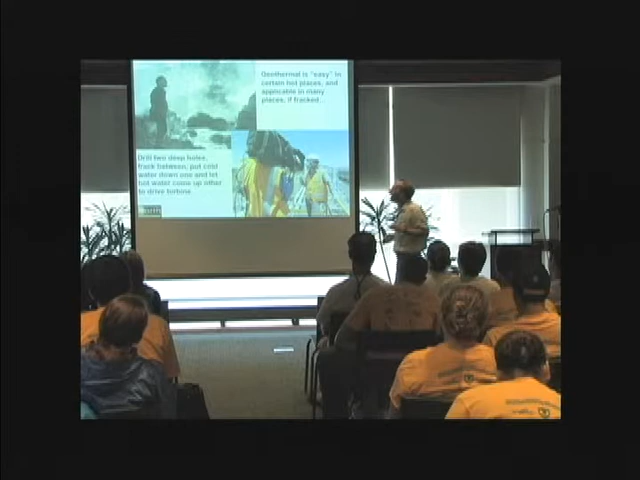 Geothermal is "easy" in
certain hot places, and
applicable in many
places, if fracked...
Drill two deep holes,
frack between, put cold
water down one and let
hot water come up other
to drive turbine